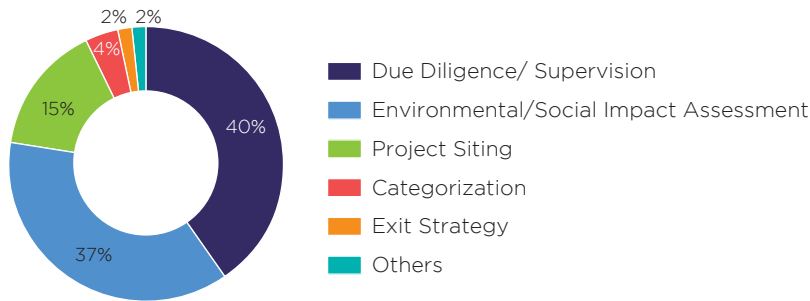 2%
2%
4%
15%
40%
37%
Due Diligence/ Supervision
Environmental/Social Impact Assessment
Project Siting
Categorization
Exit Strategy
Others